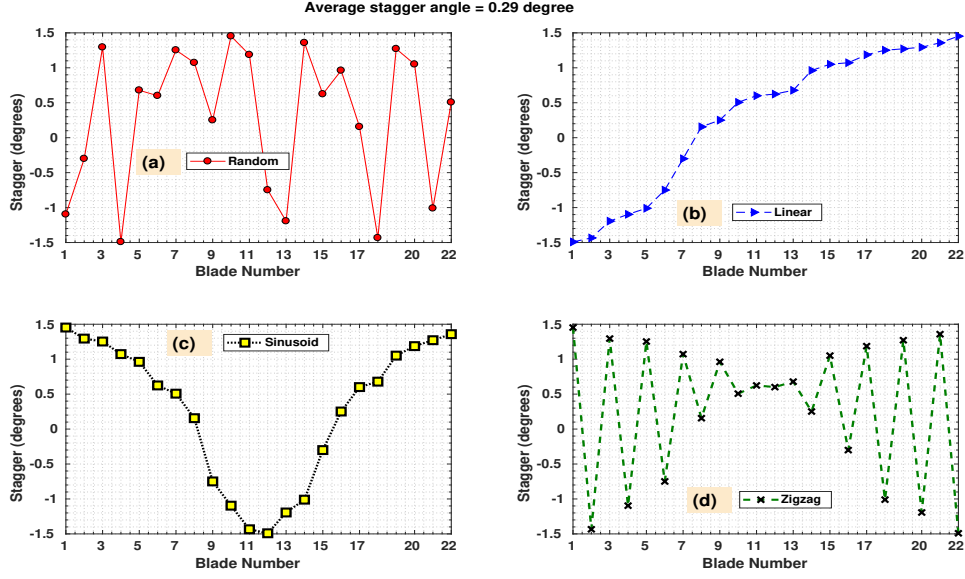 Average stagger angle = 0.29 degree
1.5
1
0.5
0
-0.5
-1
-1.5
Stagger (degrees)
(a)
Random
1 3 5 7 9 11 13 15 17 20 22
Blade Number
1.5
1
0.5
0
-0.5
-1
-1.5
Stagger (degrees)
(b)
Linear
1 3 5 7 9 11 13 15 17 20 22
Blade Number
1.5
1
0.5
0
-0.5
-1
-1.5
Stagger (degrees)
(c)
Sinusoid
1 3 5 7 9 11 13 15 17 20 22
Blade Number
1.5
1
0.5
0
-0.5
-1
-1.5
Stagger (degrees)
(d)
Zigzag
1 3 5 7 9 11 13 15 17 20 22
Blade Number